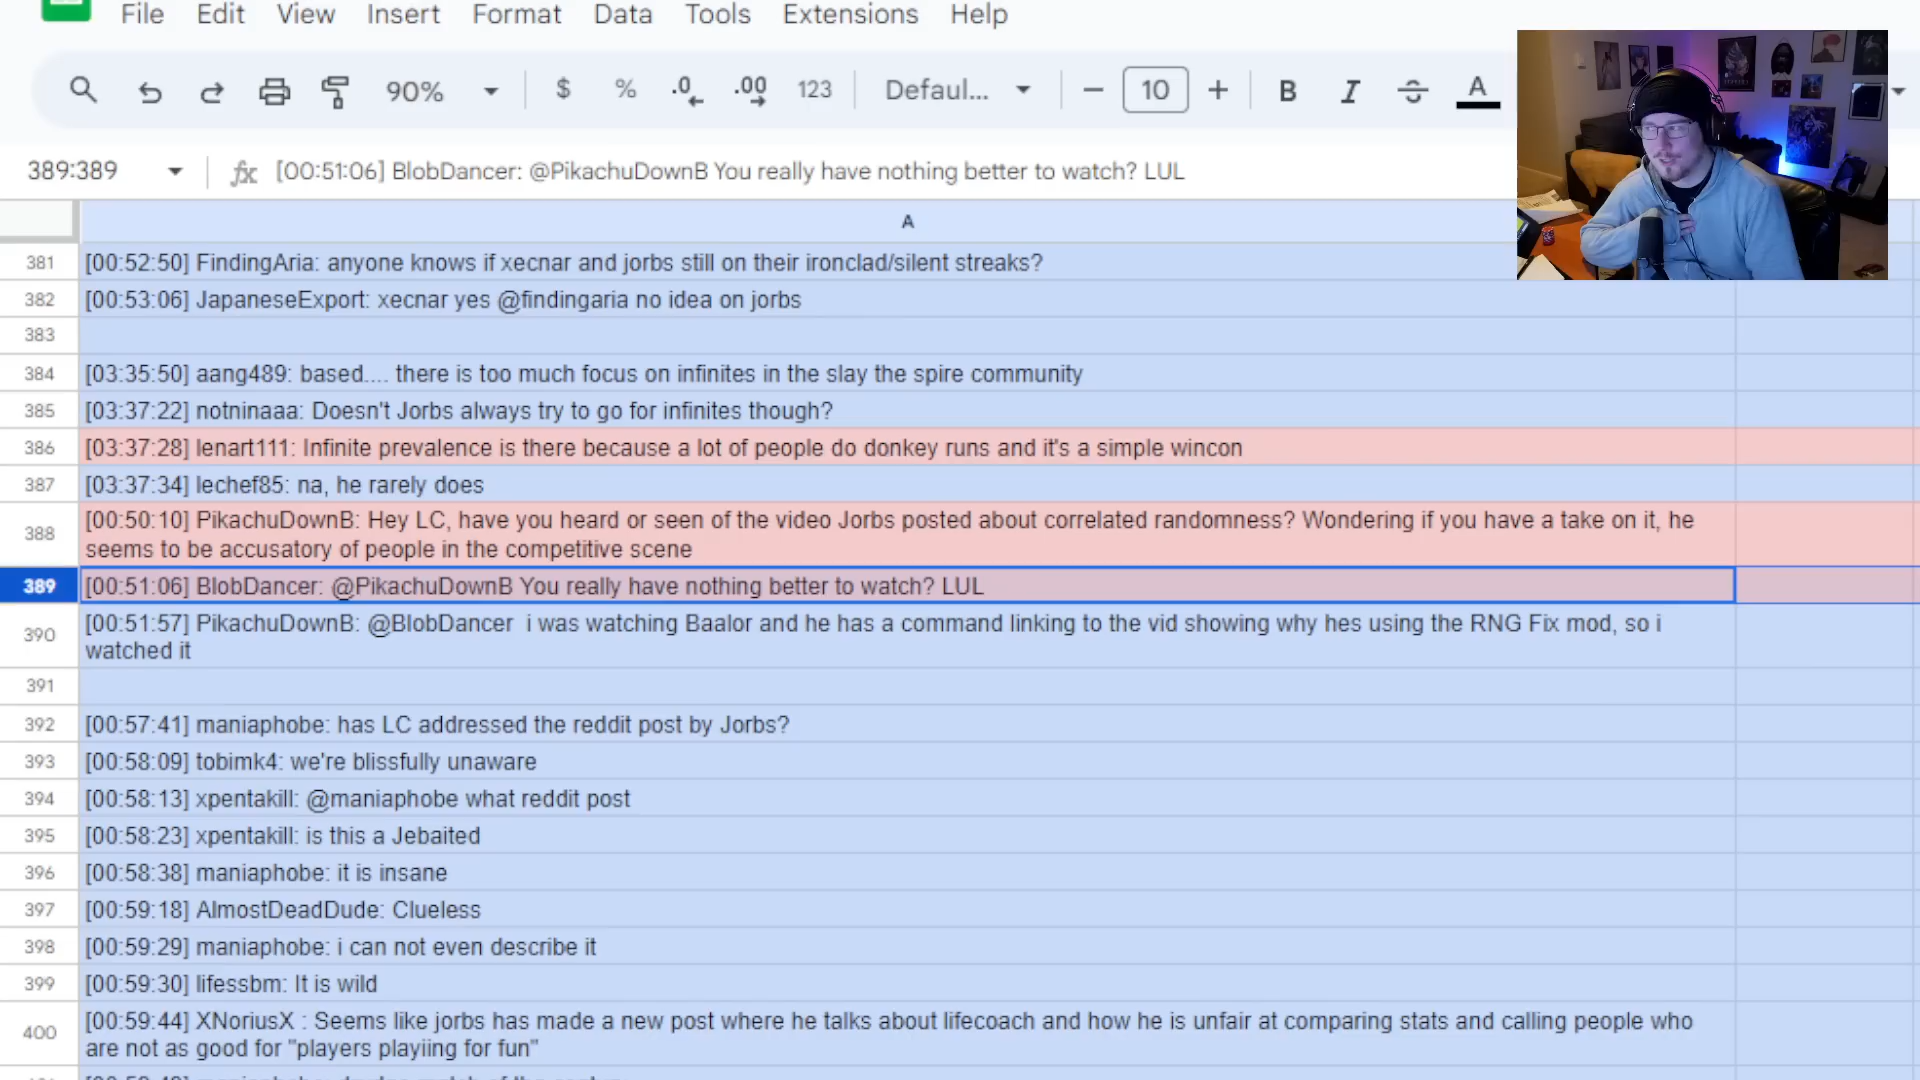 File Edit View Insert Format Data Tools Extensions Help
90% $ % .0 .00 123 Defaul... 10 B I S A
389:389 fx [00:51:06] BlobDancer: @PikachuDownB You really have nothing better to watch? LUL
A
381 [00:52:50] FindingAria: anyone knows if xecnar and jorbs still on their ironclad/silent streaks?
382 [00:53:06] JapaneseExport: xecnar yes @findingaria no idea on jorbs
383
384 [03:35:50] aang489: based.... there is too much focus on infinites in the slay the spire community
385 [03:37:22] notninaaa: Doesn't Jorbs always try to go for infinites though?
386 [03:37:28] lenart111: Infinite prevalence is there because a lot of people do donkey runs and it's a simple wincon
387 [03:37:34] lechef85: na, he rarely does
388 [00:50:10] PikachuDownB: Hey LC, have you heard or seen of the video Jorbs posted about correlated randomness? Wondering if you have a take on it, he
seems to be accusatory of people in the competitive scene
389 [00:51:06] BlobDancer: @PikachuDownB You really have nothing better to watch? LUL
390 [00:51:57] PikachuDownB: @BlobDancer  i was watching Baalor and he has a command linking to the vid showing why hes using the RNG Fix mod, so i
watched it
391
392 [00:57:41] maniaphobe: has LC addressed the reddit post by Jorbs?
393 [00:58:09] tobimk4: we're blissfully unaware
394 [00:58:13] xpentakill: @maniaphobe what reddit post
395 [00:58:23] xpentakill: is this a Jebaited
396 [00:58:38] maniaphobe: it is insane
397 [00:59:18] AlmostDeadDude: Clueless
398 [00:59:29] maniaphobe: i can not even describe it
399 [00:59:30] lifessbm: It is wild
400 [00:59:44] XNoriusX : Seems like jorbs has made a new post where he talks about lifecoach and how he is unfair at comparing stats and calling people who
are not as good for "players playiing for fun"